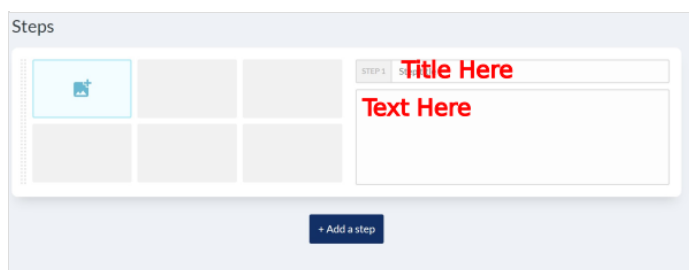 Steps
STEP 1
Title Here
Text Here
+ Add a step